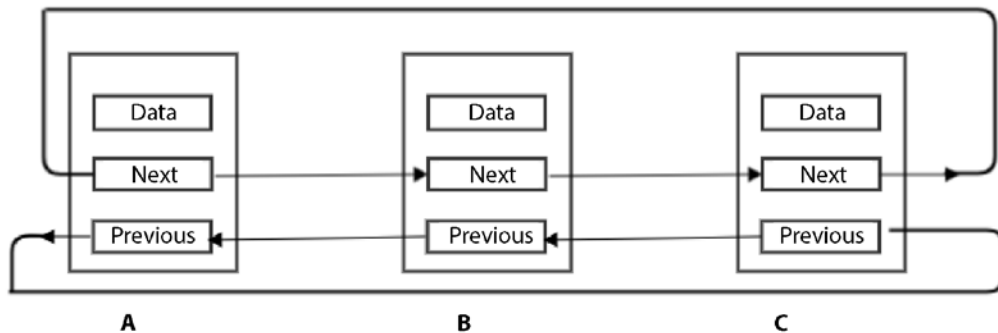 Data Data Data
Next Next Next
Previous Previous Previous
A B C